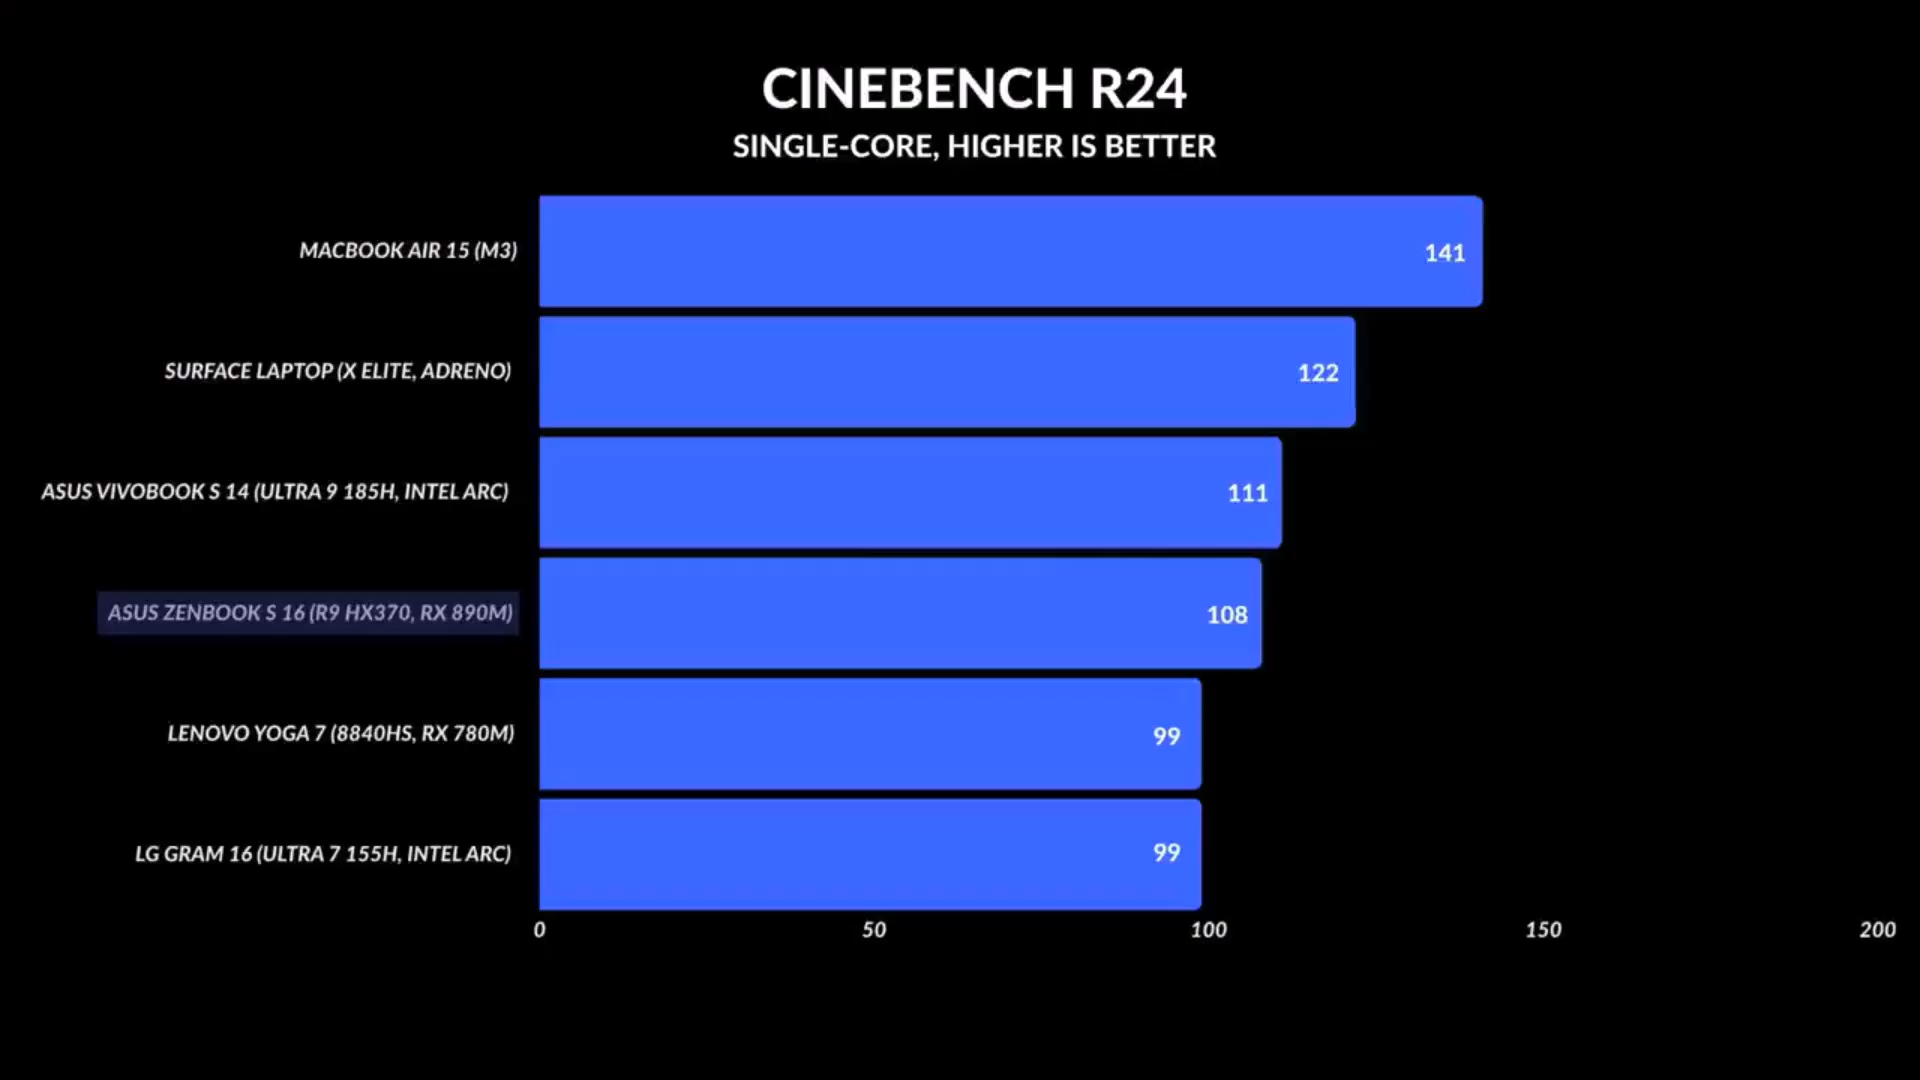 CINEBENCH R24
SINGLE-CORE, HIGHER IS BETTER
MACBOOK AIR 15 (M3)
141
SURFACE LAPTOP (X ELITE, ADRENO)
122
ASUS VIVOBOOK S 14 (ULTRA 9 185H, INTEL ARC)
111
ASUS ZENBOOK S 16 (R9 HX370, RX 890M)
108
LENOVO YOGA 7 (8840HS, RX 780M)
99
LG GRAM 16 (ULTRA 7 155H, INTEL ARC)
99
0 50 100 150 200